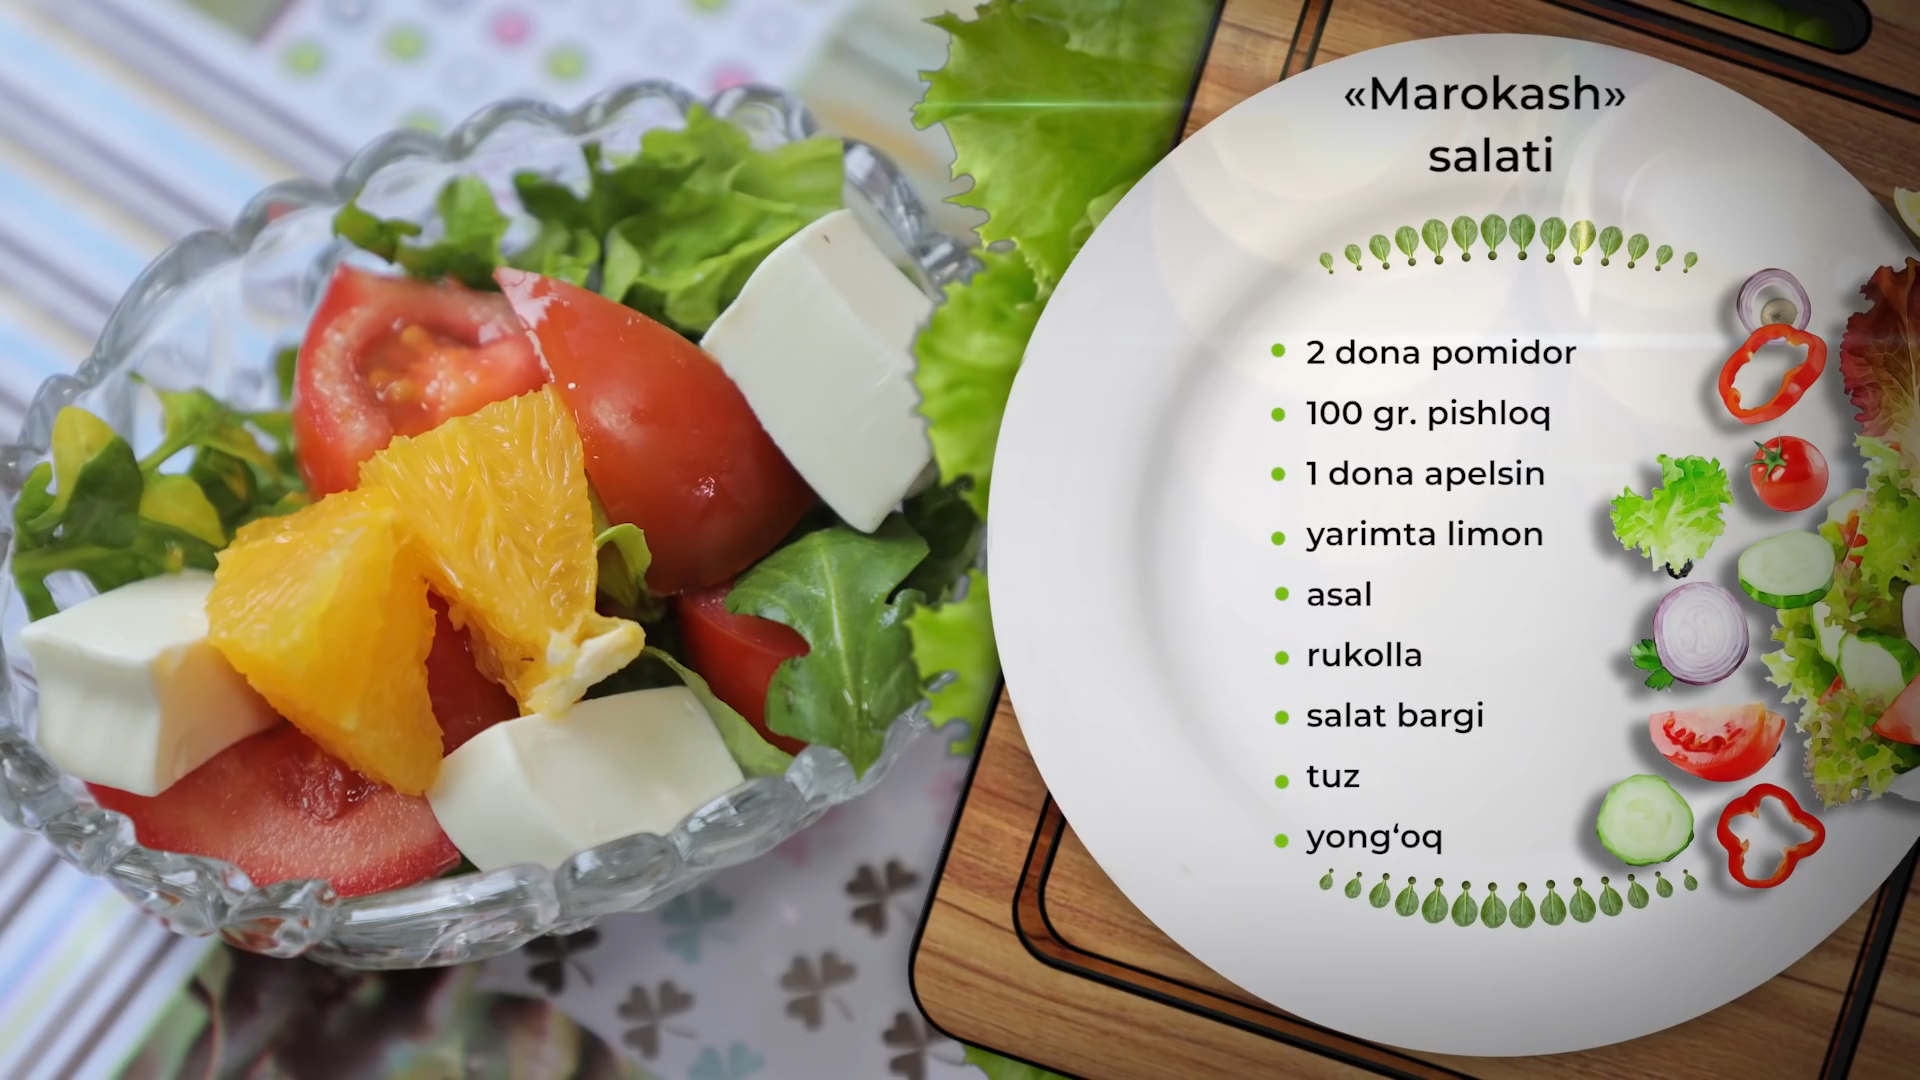 «Marokash»
salati
2 dona pomidor
100 gr. pishloq
1 dona apelsin
yarimta limon
asal
rukolla
salat bargi
tuz
yong‘oq